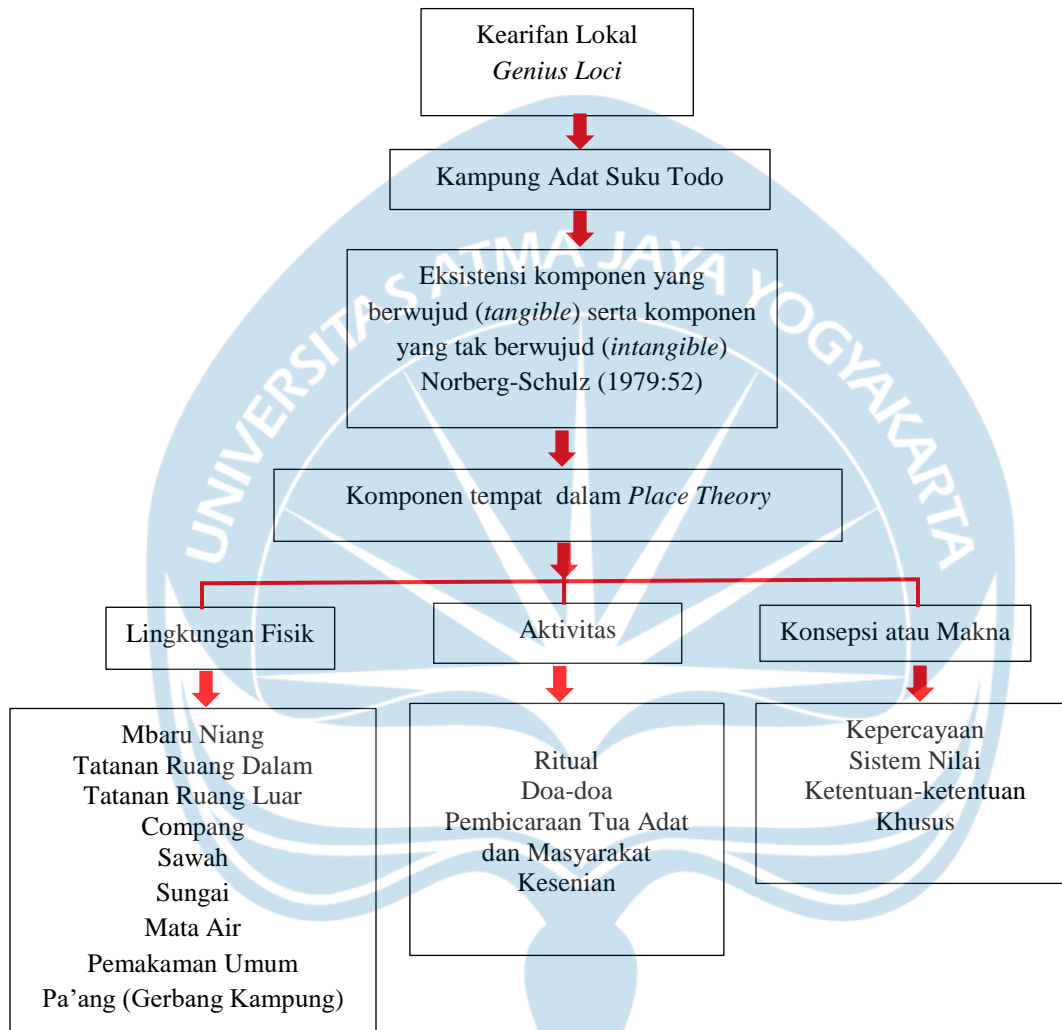 Kearifan Lokal
Genius Loci
Kampung Adat Suku Todo
Eksistensi komponen yang
berwujud (tangible) serta komponen
yang tak berwujud (intangible)
Norberg-Schulz (1979:52)
UNIVERSITAS ATMA JAYA YOGYAKARTA
Komponen tempat dalam Place Theory
Lingkungan Fisik
Aktivitas
Konsepsi atau Makna
Mbaru Niang
Tatanan Ruang Dalam
Tatanan Ruang Luar
Compang
Sawah
Sungai
Mata Air
Pemakaman Umum
Pa’ang (Gerbang Kampung)
Ritual
Doa-doa
Pembicaraan Tua Adat
dan Masyarakat
Kesenian
Kepercayaan
Sistem Nilai
Ketentuan-ketentuan
Khusus